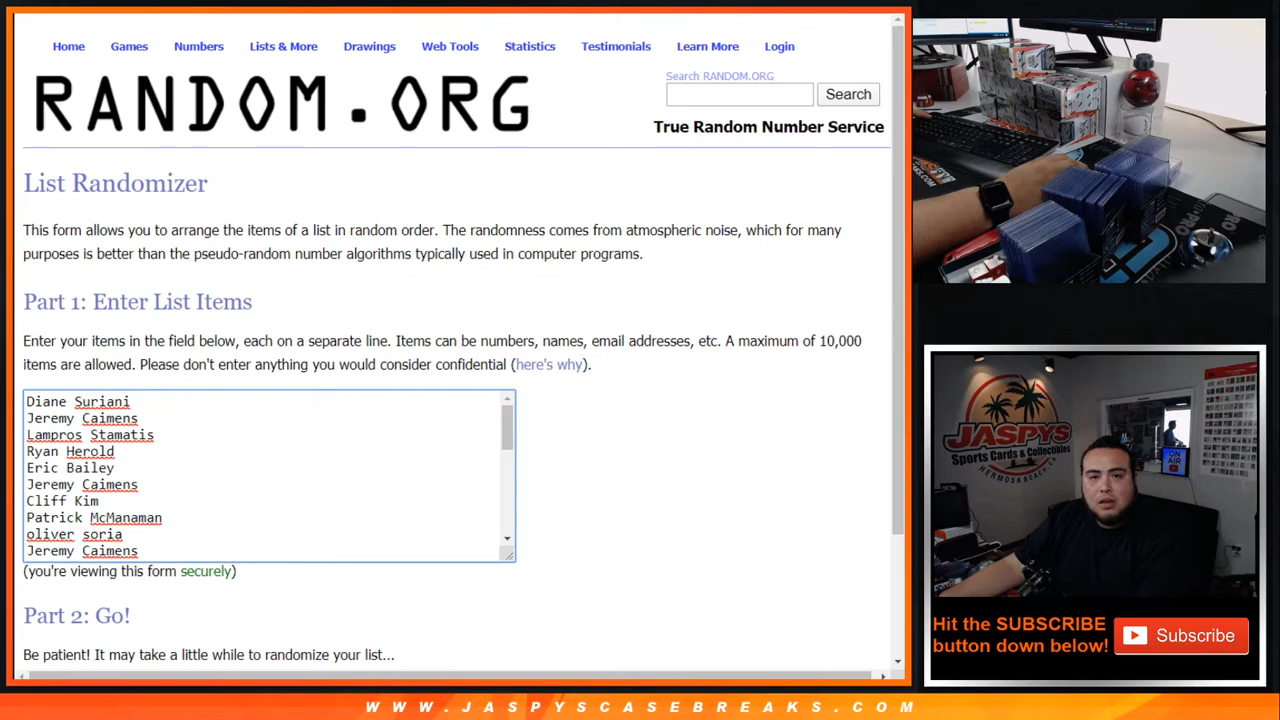 Home Games Numbers Lists & More Drawings Web Tools Statistics Testimonials Learn More Login
RANDOM.ORG
Search RANDOM.ORG
Search
True Random Number Service
List Randomizer
This form allows you to arrange the items of a list in random order. The randomness comes from atmospheric noise, which for many
purposes is better than the pseudo-random number algorithms typically used in computer programs.
Part 1: Enter List Items
Enter your items in the field below, each on a separate line. Items can be numbers, names, email addresses, etc. A maximum of 10,000
items are allowed. Please don't enter anything you would consider confidential (here's why).
Diane Suriani
Jeremy Caimens
Lampros Stamatis
Ryan Herold
Eric Bailey
Jeremy Caimens
Cliff Kim
Patrick McManaman
oliver soria
Jeremy Caimens
(you're viewing this form securely)
Part 2: Go!
Be patient! It may take a little while to randomize your list...
JASPYS
Sports Cards & Collectibles
HERMOSA BEACH, CA
ON AIR
Hit the SUBSCRIBE
button down below!
Subscribe
WWW.JASPYSCASEBREAKS.COM